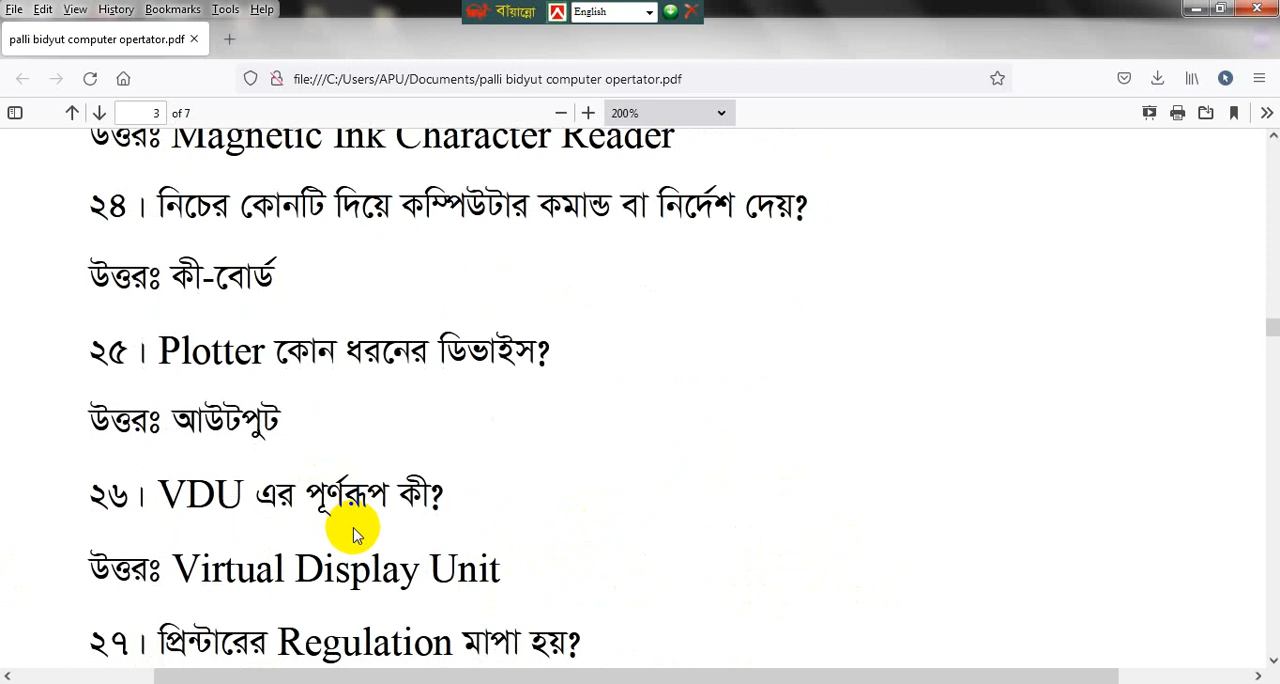 File Edit View History Bookmarks Tools Help
বায়ান্নো English
palli bidyut computer opertator.pdf
file:///C:/Users/APU/Documents/palli bidyut computer opertator.pdf
3 of 7 200%
উত্তরঃ Magnetic Ink Character Reader
২৪। নিচের কোনটি দিয়ে কম্পিউটার কমান্ড বা নির্দেশ দেয়?
উত্তরঃ কী-বোর্ড
২৫। Plotter কোন ধরনের ডিভাইস?
উত্তরঃ আউটপুট
২৬। VDU এর পূর্ণরূপ কী?
উত্তরঃ Virtual Display Unit
২৭। প্রিন্টারের Regulation মাপা হয়?